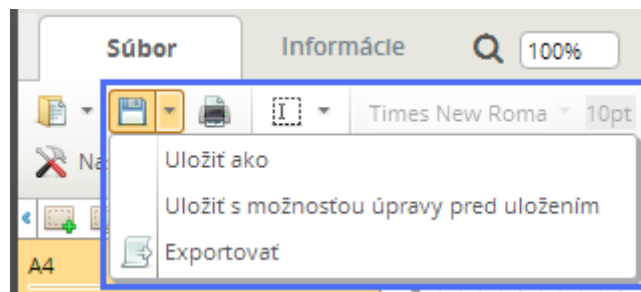 Súbor Informácie 100%
Times New Roma 10pt
Na
Uložiť ako
Uložiť s možnosťou úpravy pred uložením
Exportovať
A4